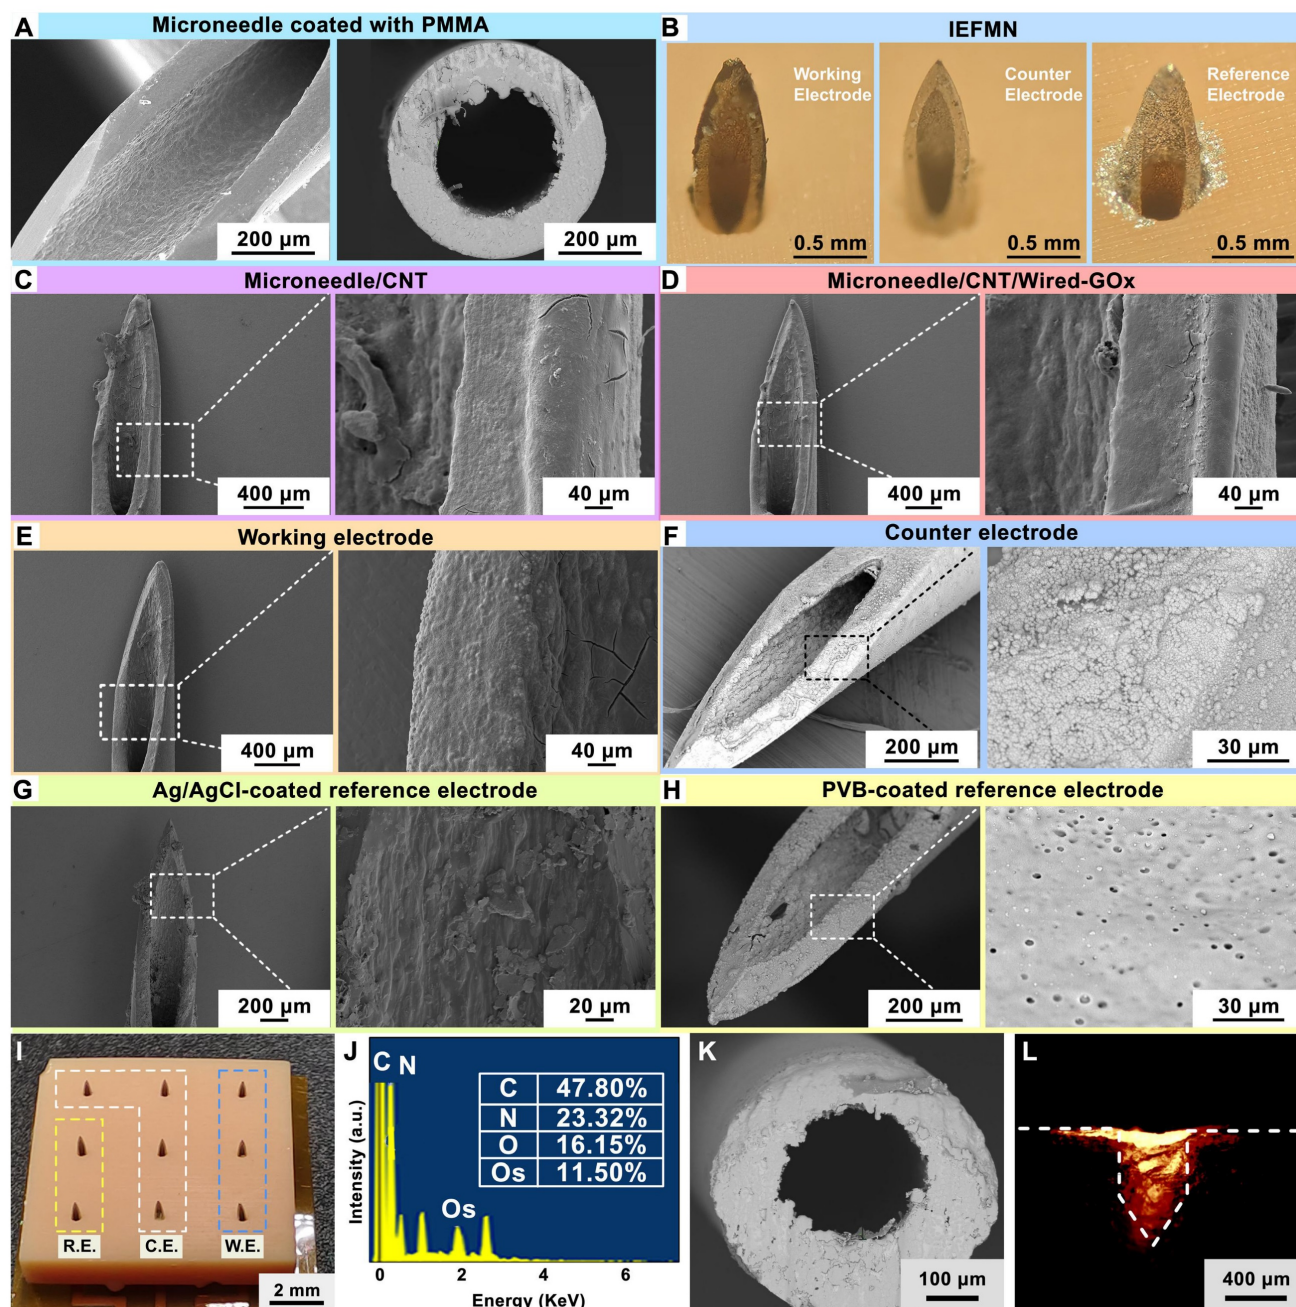 A
Microneedle coated with PMMA
200 µm
200 µm
B
IEFMN
Working
Electrode
0.5 mm
Counter
Electrode
0.5 mm
Reference
Electrode
0.5 mm
C
Microneedle/CNT
400 µm
40 µm
D
Microneedle/CNT/Wired-GOx
400 µm
40 µm
E
Working electrode
400 µm
40 µm
F
Counter electrode
200 µm
30 µm
G
Ag/AgCl-coated reference electrode
200 µm
20 µm
H
PVB-coated reference electrode
200 µm
30 µm
I
R.E.
C.E.
W.E.
2 mm
J
Intensity (a.u.)
C N
C 47.80%
N 23.32%
O 16.15%
Os 11.50%
Os
0 2 4 6
Energy (KeV)
K
100 µm
L
400 µm